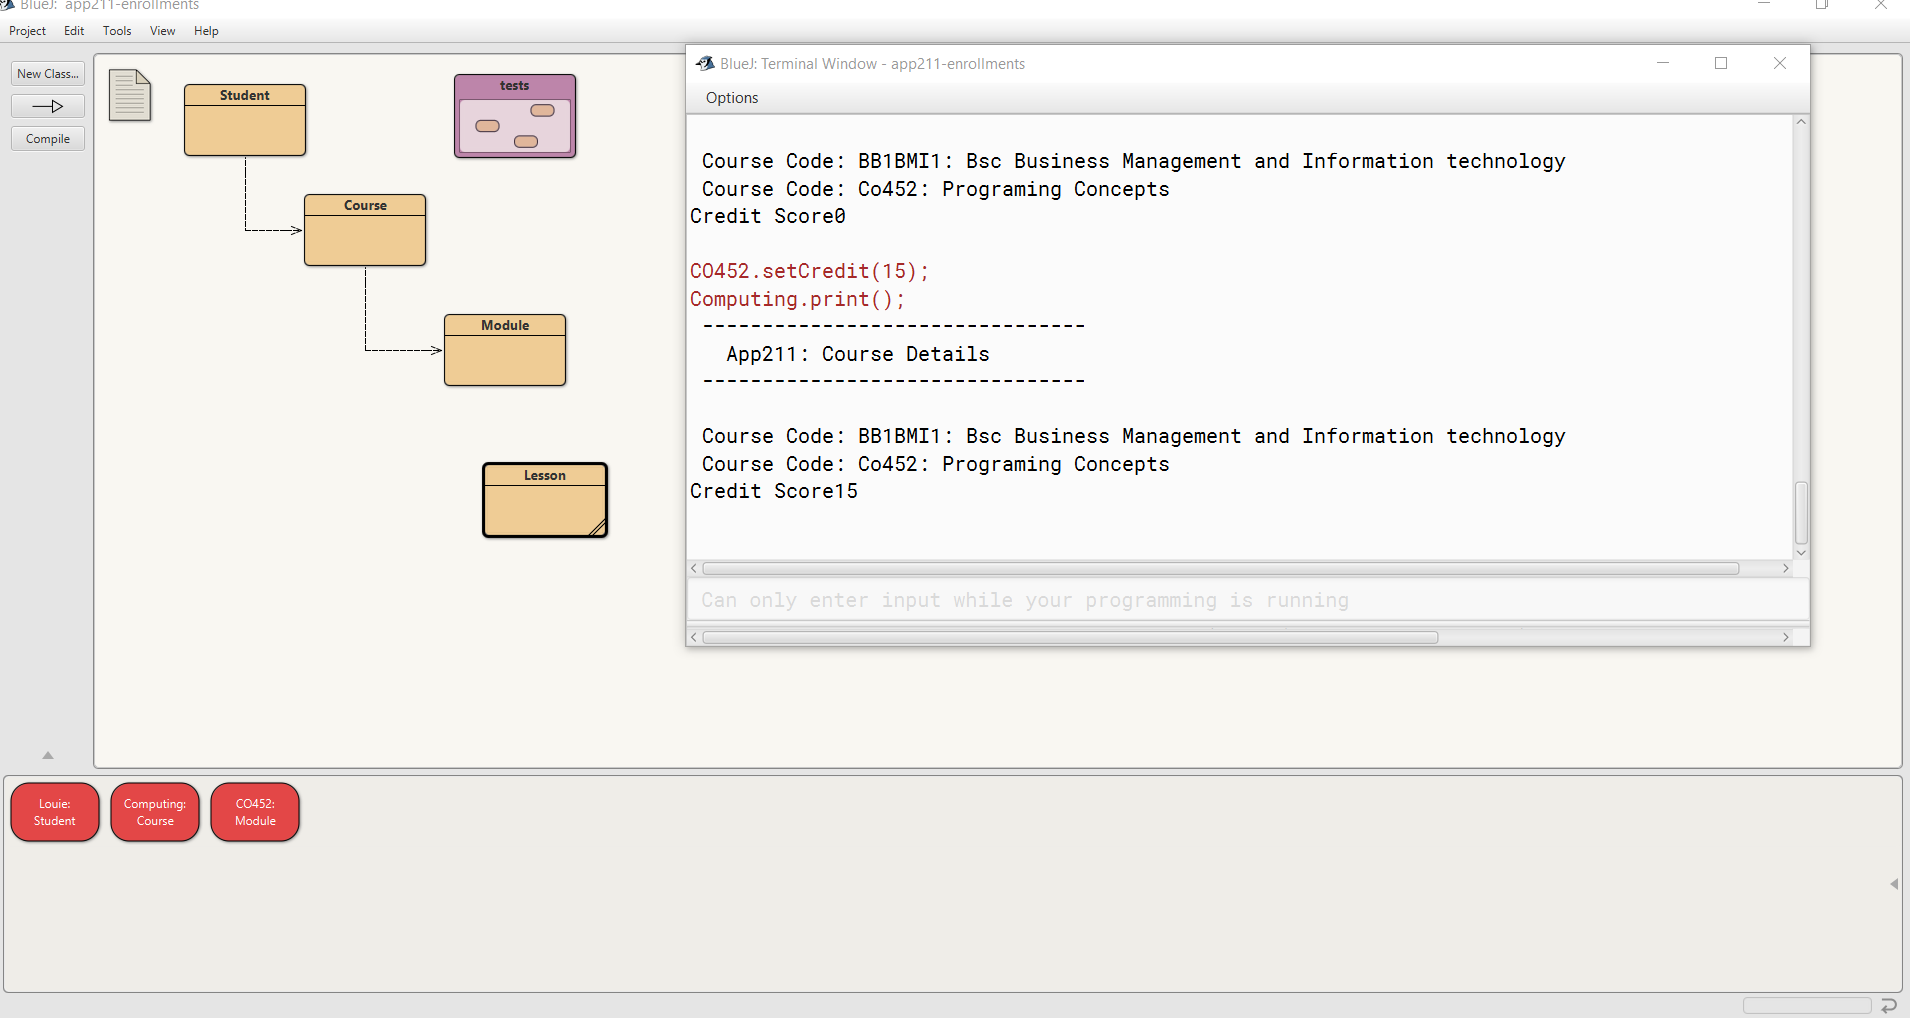 BlueJ: app211-enrollments
Project Edit Tools View Help
New Class...
Compile
Student
tests
Course
Module
Lesson
BlueJ: Terminal Window - app211-enrollments
Options
Course Code: BB1BMI1: Bsc Business Management and Information technology
Course Code: Co452: Programing Concepts
Credit Score0
CO452.setCredit(15);
Computing.print();
--------------------------------
App211: Course Details
--------------------------------
Course Code: BB1BMI1: Bsc Business Management and Information technology
Course Code: Co452: Programing Concepts
Credit Score15
Can only enter input while your programming is running
Louie:
Student
Computing:
Course
CO452:
Module